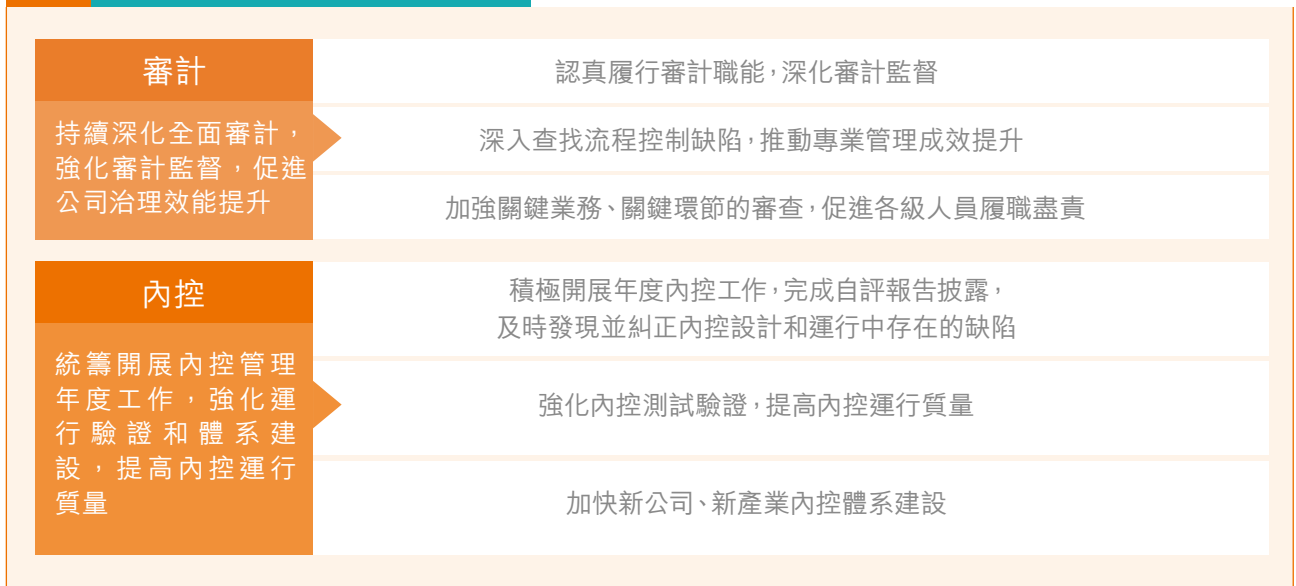 審計
持續深化全面審計，
強化審計監督，促進
公司治理效能提升
認真履行審計職能，深化審計監督
深入查找流程控制缺陷，推動專業管理成效提升
加強關鍵業務、關鍵環節的審查，促進各級人員履職盡責
內控
統籌開展內控管理
年度工作，強化運
行驗證和體系建
設，提高內控運行
質量
積極開展年度內控工作，完成自評報告披露，
及時發現並糾正內控設計和運行中存在的缺陷
強化內控測試驗證，提高內控運行質量
加快新公司、新產業內控體系建設